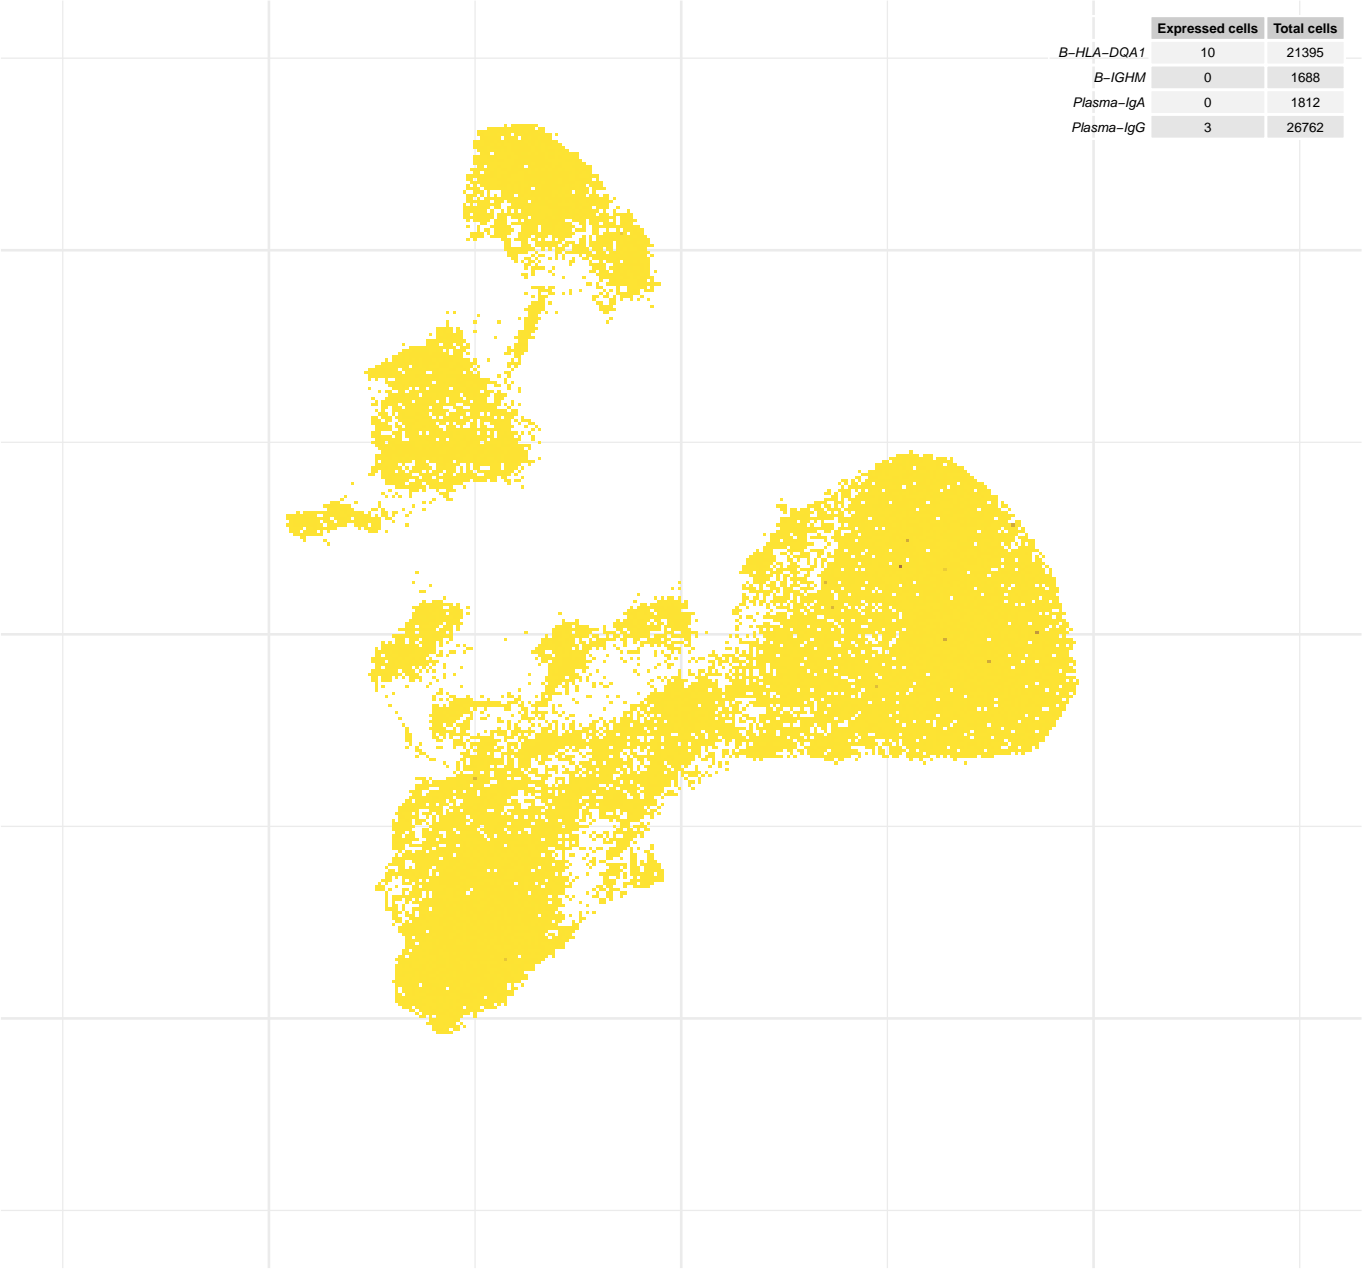 Expressed cells Total cells
B−HLA−DQA1 10 21395
B−IGHM 0 1688
Plasma−IgA 0 1812
Plasma−IgG 3 26762